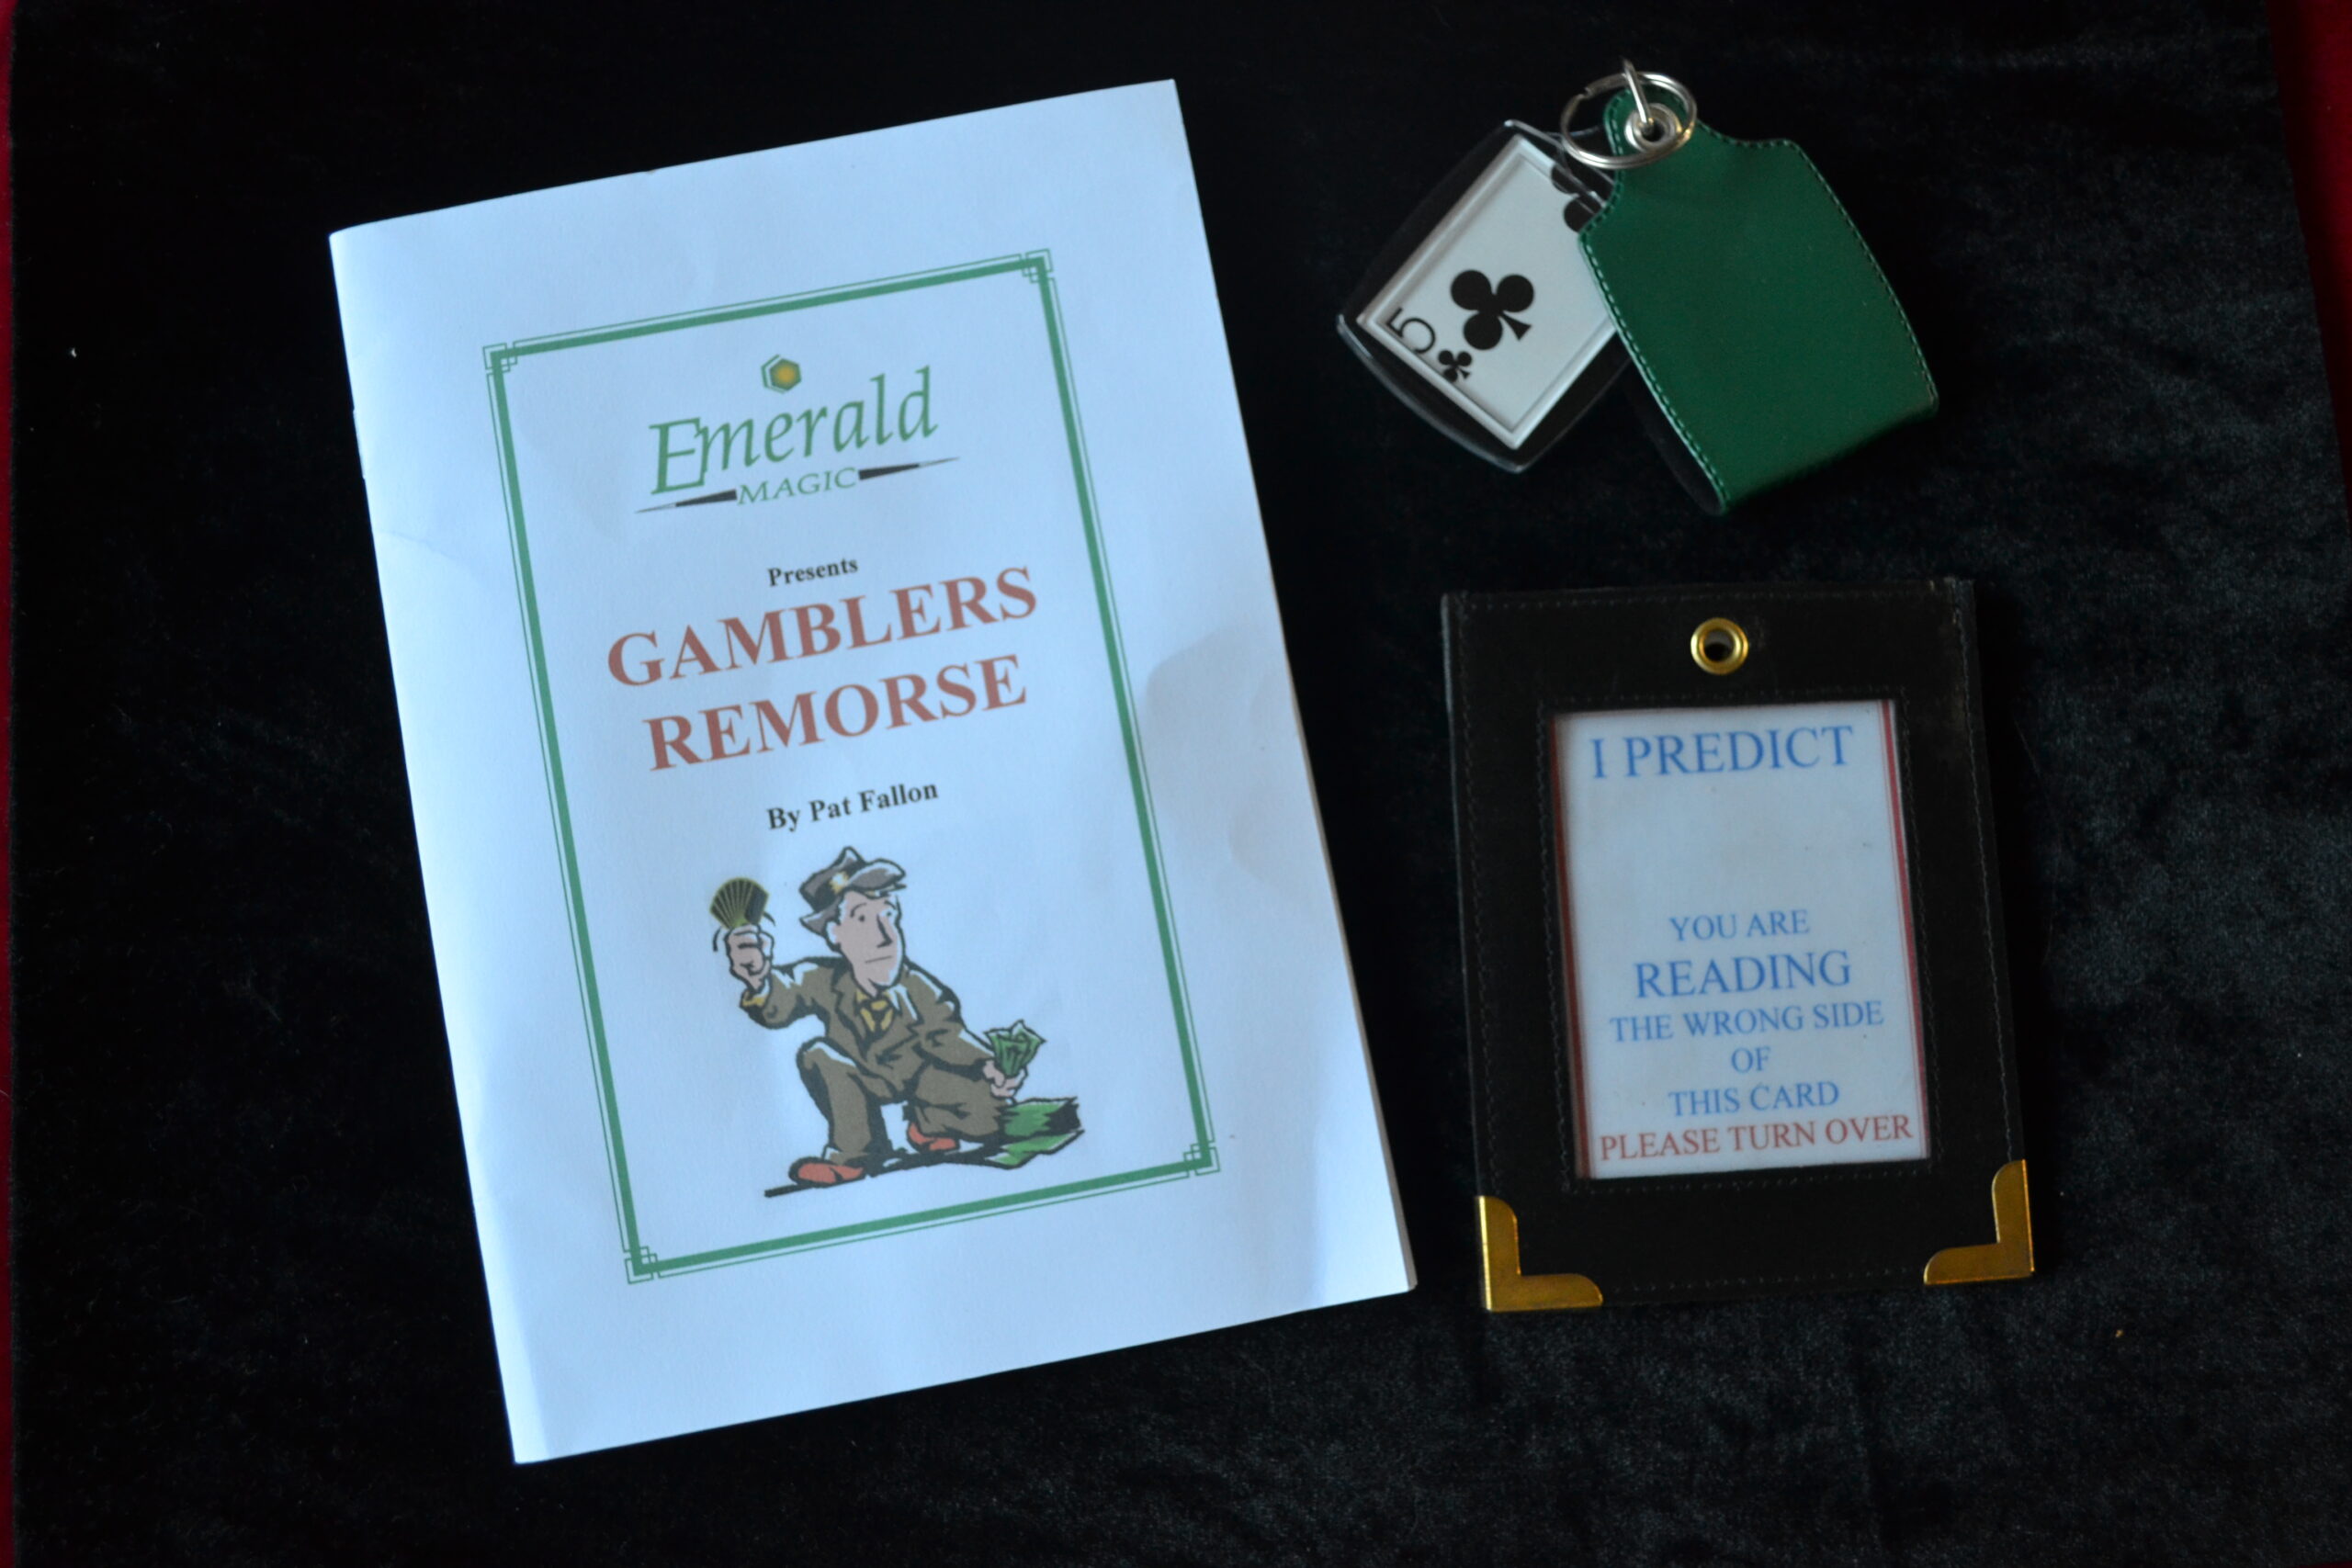 Emerald
MAGIC
Presents
GAMBLERS
REMORSE
By Pat Fallon
5
I PREDICT
YOU ARE
READING
THE WRONG SIDE
OF
THIS CARD
PLEASE TURN OVER